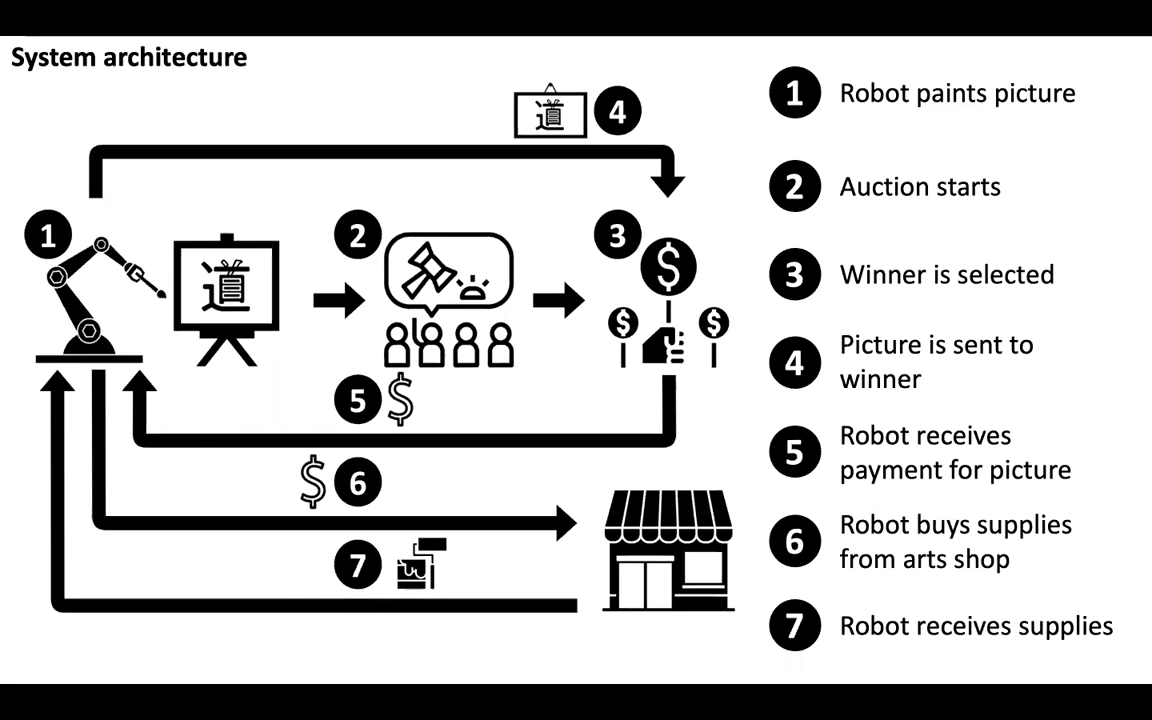 System architecture
道
4
1
道
2
3
$
$
$
5
$
$
6
7
1
Robot paints picture
2
Auction starts
3
Winner is selected
4
Picture is sent to
winner
5
Robot receives
payment for picture
6
Robot buys supplies
from arts shop
7
Robot receives supplies